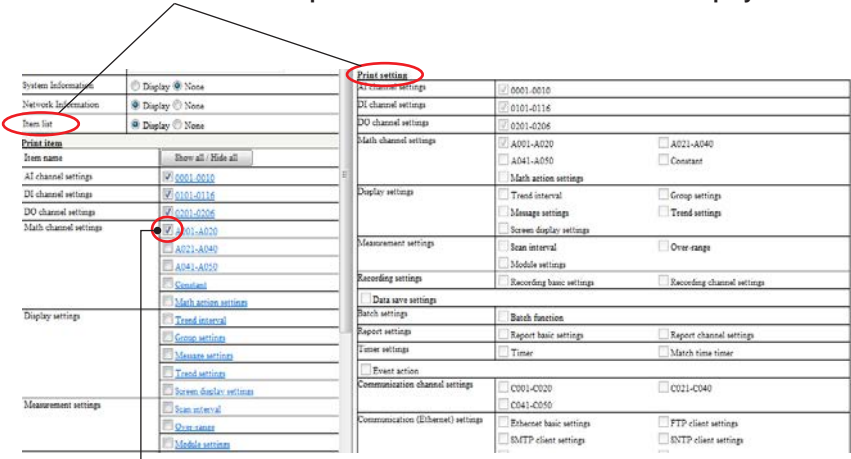 System Information Display None
Network Information Display None
Item list Display None
Print item
Item name Show all / Hide all
AI channel settings 0001-0010
DI channel settings 0101-0116
DO channel settings 0201-0206
Math channel settings A001-A020
A021-A040
A041-A050
Constant
Math action settings
Display settings Trend interval
Group settings
Message settings
Trend settings
Screen display settings
Measurement settings Scan interval
Over-range
Module settings
Print setting
AI channel settings 0001-0010
DI channel settings 0101-0116
DO channel settings 0201-0206
Math channel settings A001-A020 A021-A040
A041-A050 Constant
Math action settings
Display settings Trend interval Group settings
Message settings Trend settings
Screen display settings
Measurement settings Scan interval Over-range
Module settings
Recording settings Recording basic settings Recording channel settings
Data save settings
Batch settings Batch function
Report settings Report basic settings Report channel settings
Timer settings Timer Match time timer
Event action
Communication channel settings C001-C020 C021-C040
C041-C050
Communication (Ethernet) settings Ethernet basic settings FTP client settings
SMTP client settings SNTP client settings